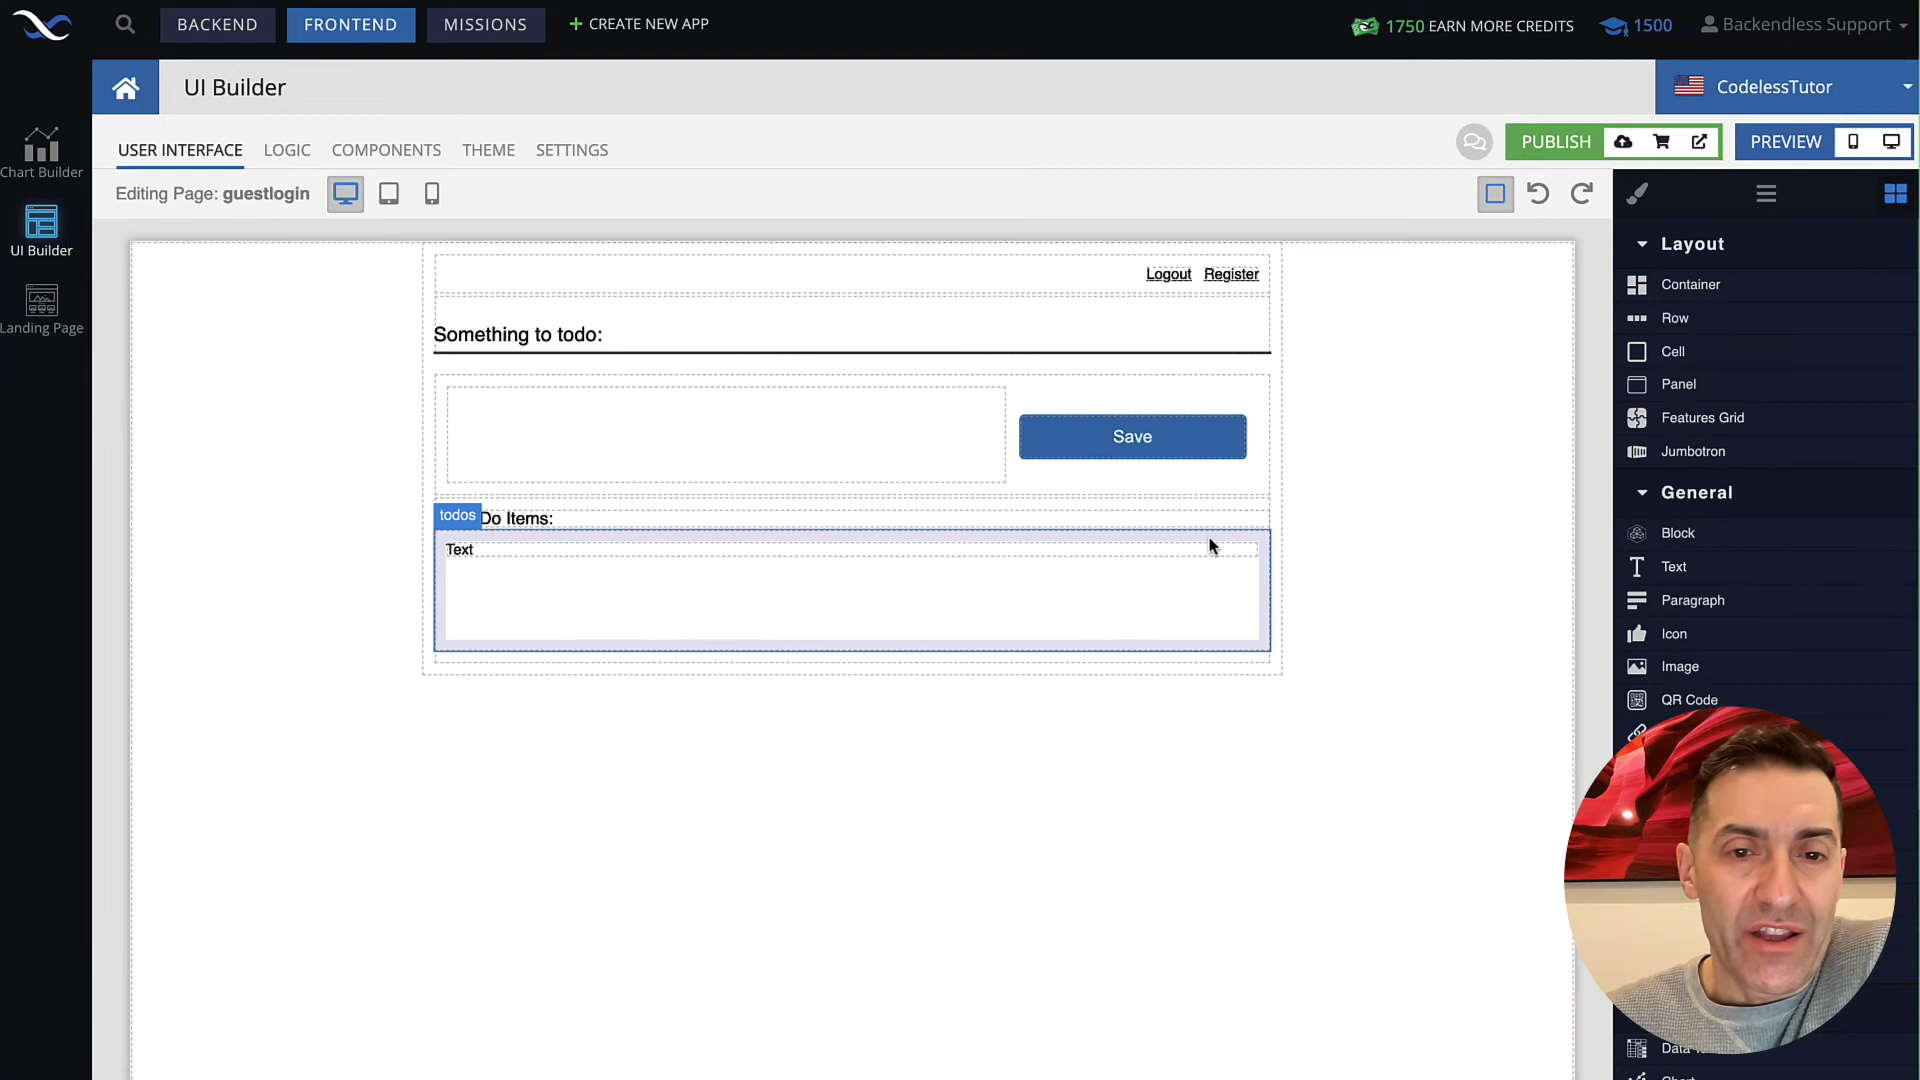 BACKEND FRONTEND MISSIONS + CREATE NEW APP 1750 EARN MORE CREDITS 1500 Backendless Support
UI Builder CodelessTutor
USER INTERFACE LOGIC COMPONENTS THEME SETTINGS PUBLISH PREVIEW
Editing Page: guestlogin
Chart Builder
UI Builder
Landing Page
Logout Register
Something to todo:
Save
todos Do Items:
Text
Layout
Container
Row
Cell
Panel
Features Grid
Jumbotron
General
Block
Text
Paragraph
Icon
Image
QR Code
Data